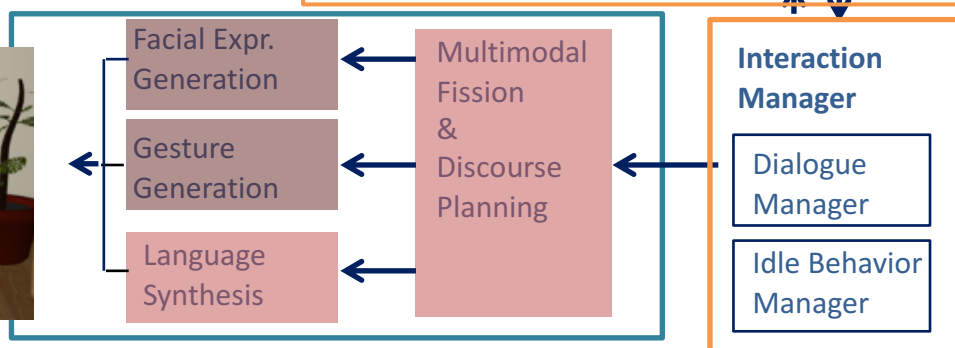 Facial Expr.
Generation
Gesture
Generation
Language
Synthesis
Multimodal
Fission
&
Discourse
Planning
Interaction
Manager
Dialogue
Manager
Idle Behavior
Manager